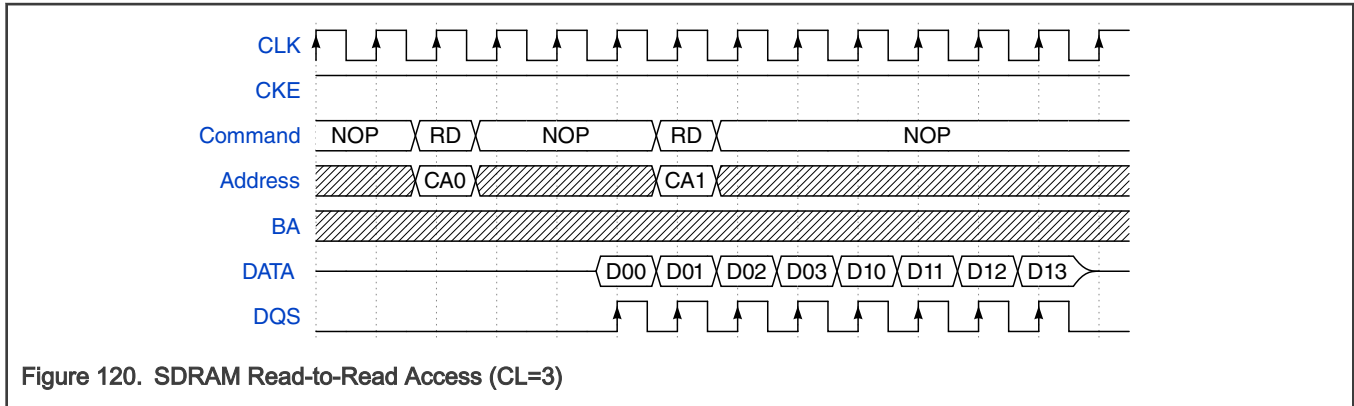 CLK
CKE
Command NOP RD NOP RD NOP
Address CA0 CA1
BA
DATA D00 D01 D02 D03 D10 D11 D12 D13
DQS
Figure 120. SDRAM Read-to-Read Access (CL=3)